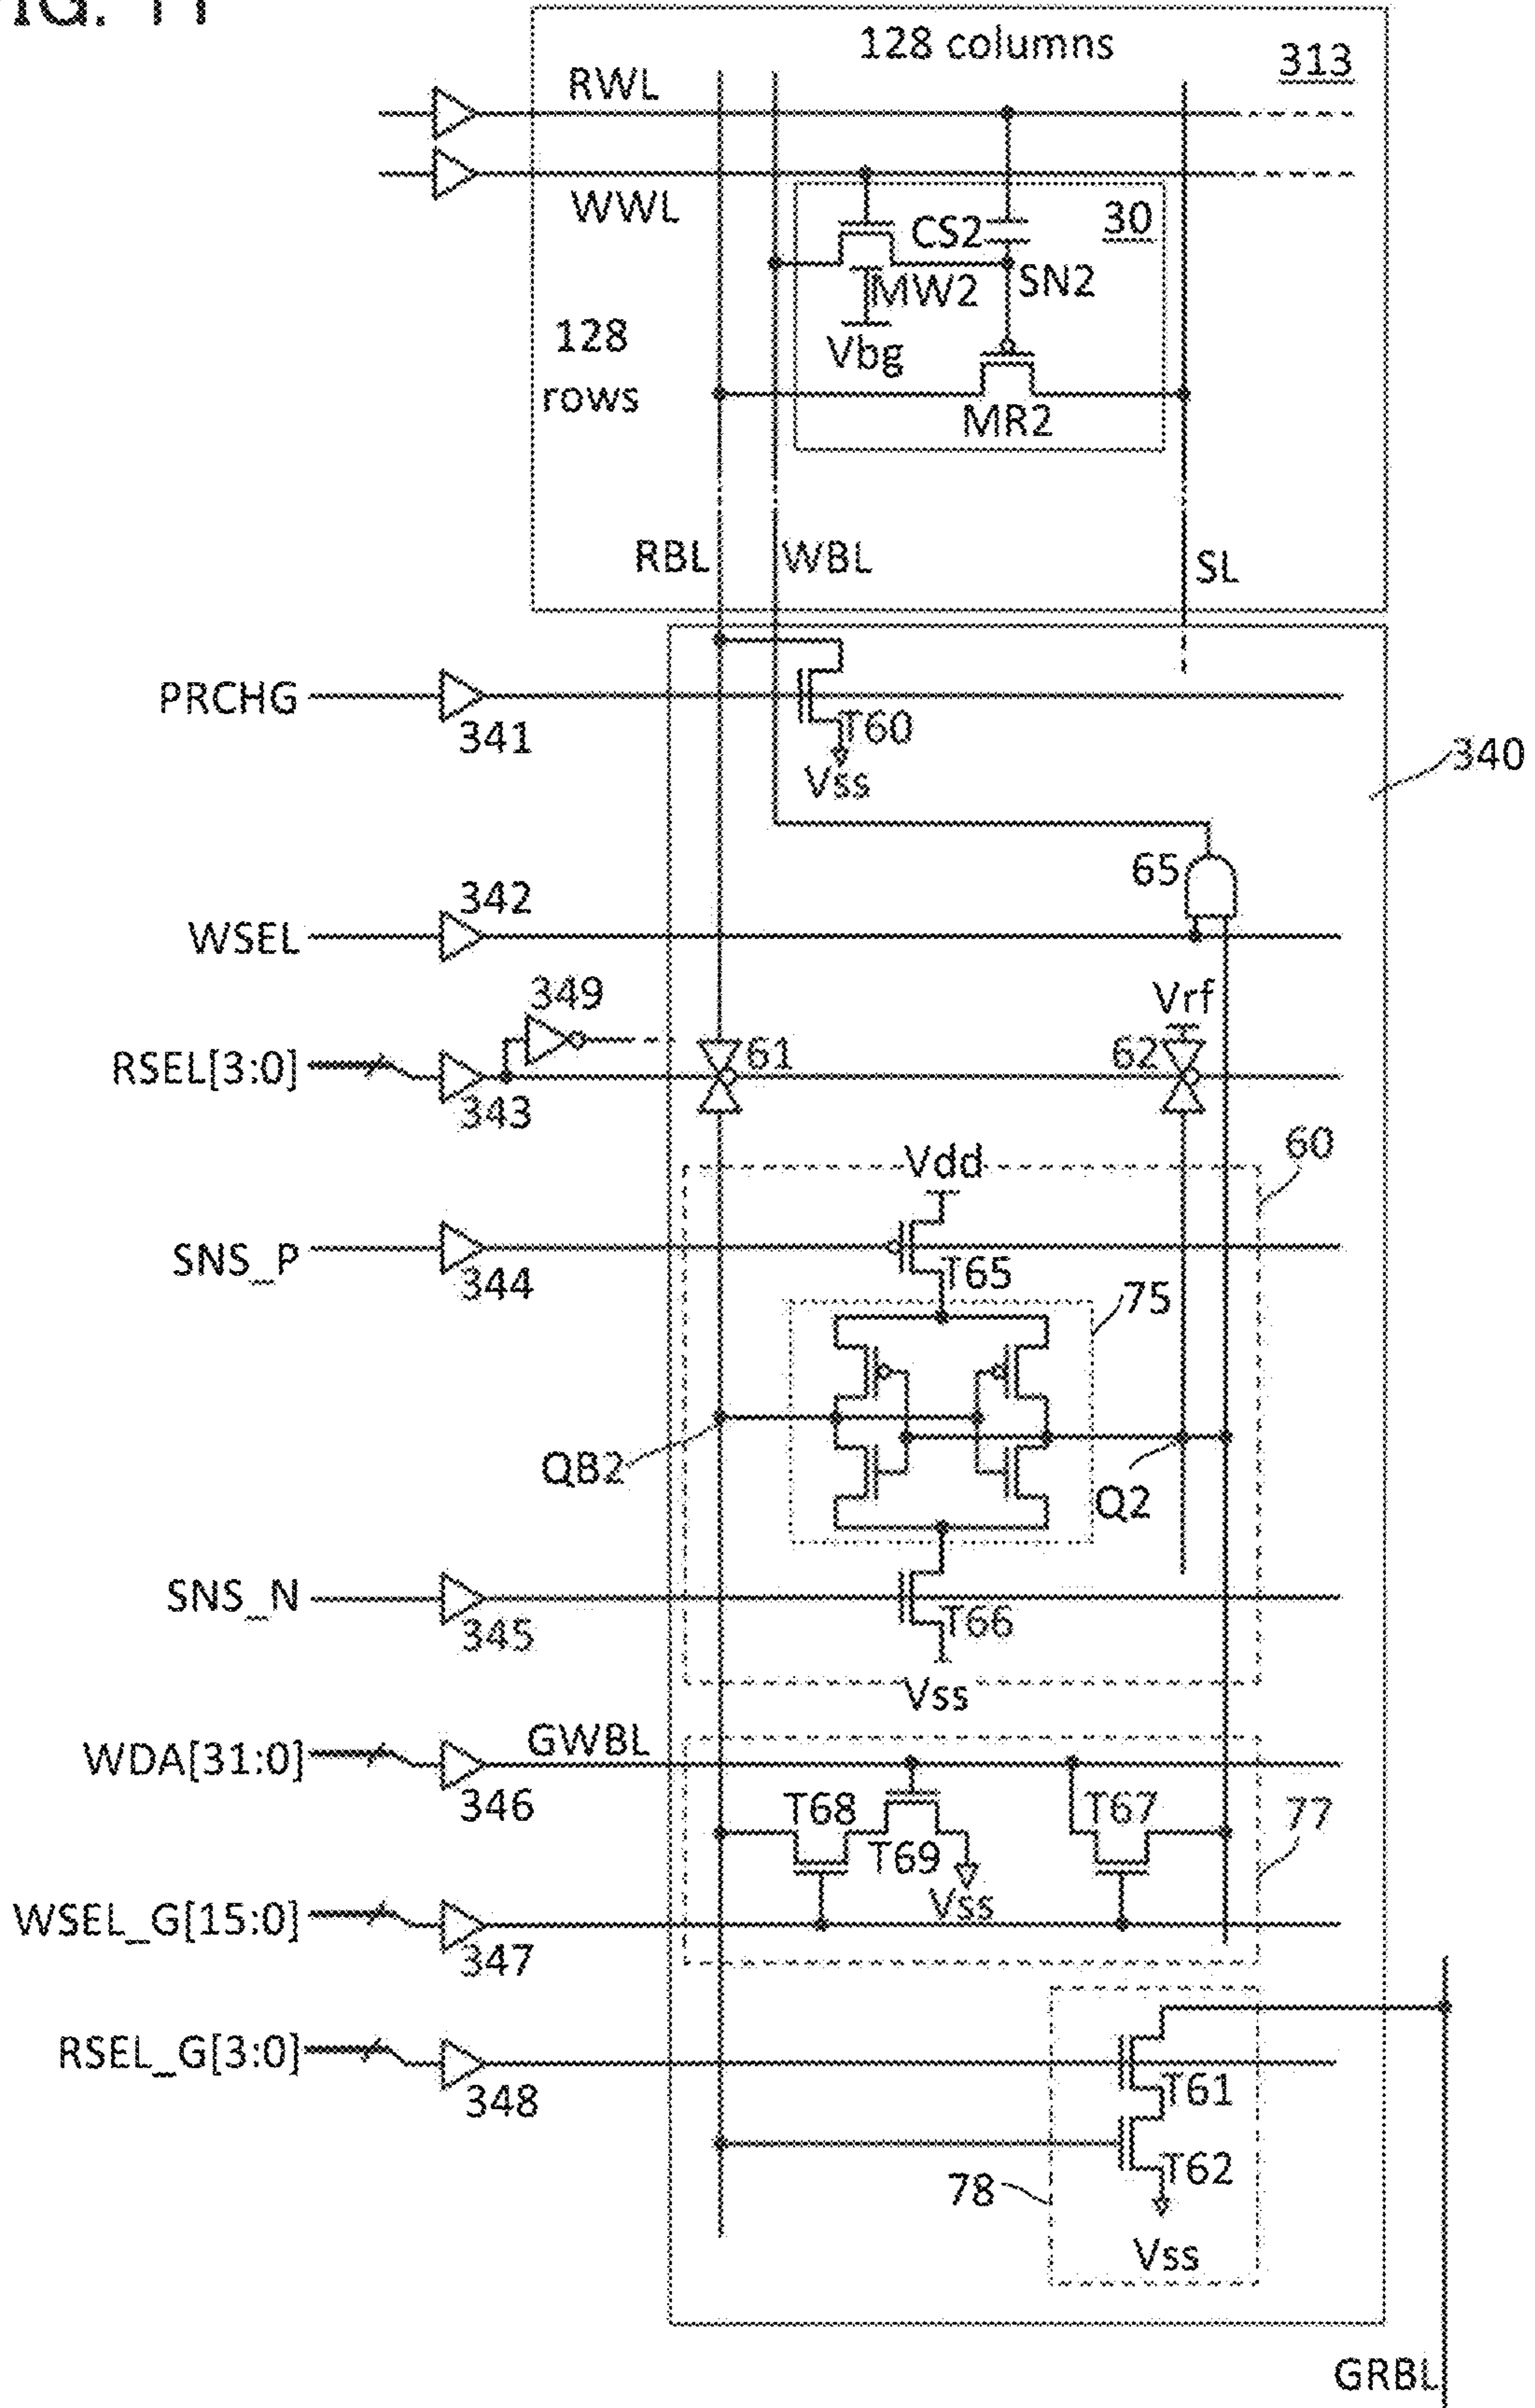 FIG. 11
128 columns
313
RWL
WWL
CS2
30
MW2
SN2
Vbg
128
rows
MR2
RBL
WBL
SL
PRCHG
341
T60
Vss
340
65
342
WSEL
349
Vrf
RSEL[3:0]
343
61
62
60
Vdd
SNS_P
344
T65
75
QB2
Q2
SNS_N
345
T66
Vss
WDA[31:0]
346
GWBL
T68
T67
77
T69
Vss
WSEL_G[15:0]
347
RSEL_G[3:0]
348
T61
T62
78
Vss
GRBL